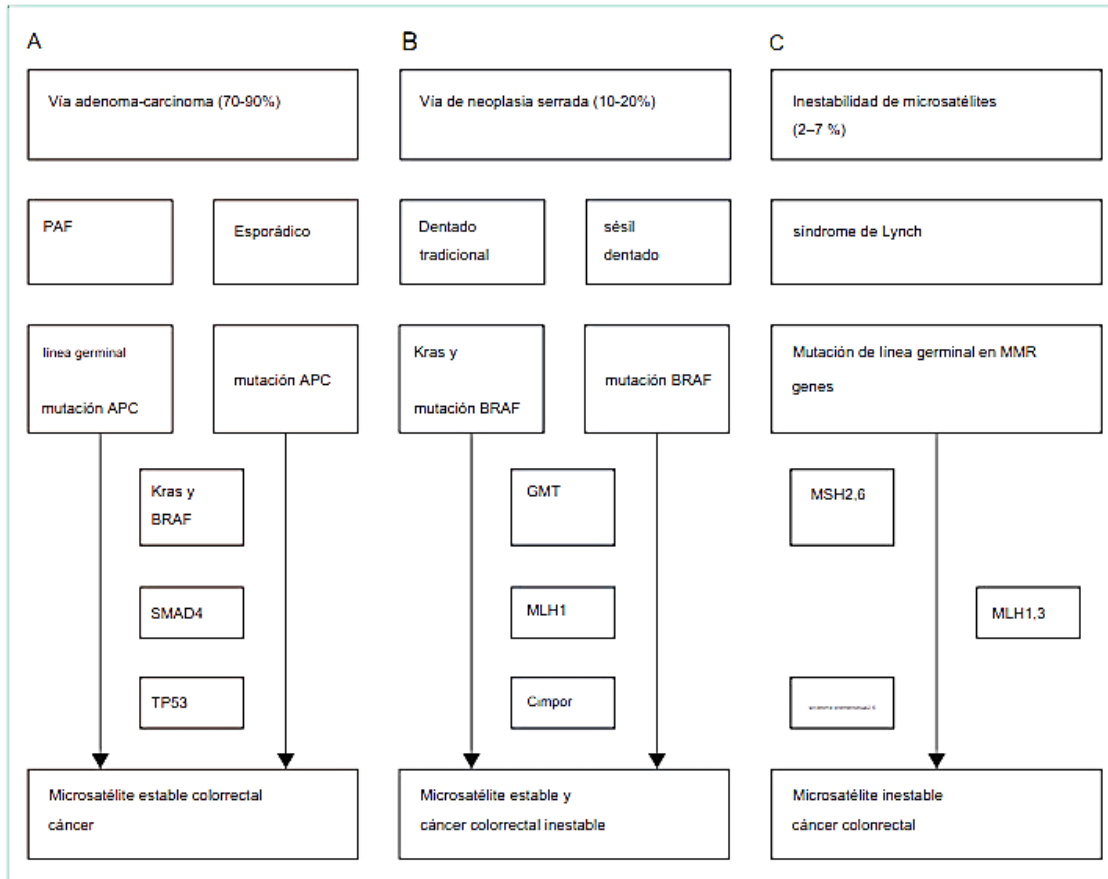 A
B
C
Vía adenoma-carcinoma (70-90%)
Vía de neoplasia serrada (10-20%)
Inestabilidad de microsatélites
(2–7 %)
PAF
Esporádico
Dentado
tradicional
sésil
dentado
síndrome de Lynch
línea germinal
mutación APC
mutación APC
Kras y
mutación BRAF
mutación BRAF
Mutación de línea germinal en MMR
genes
Kras y
BRAF
GMT
MSH2,6
SMAD4
MLH1
MLH1,3
TP53
Cimpor
Microsatélite estable colorrectal
cáncer
Microsatélite estable y
cáncer colorrectal inestable
Microsatélite inestable
cáncer colonrectal